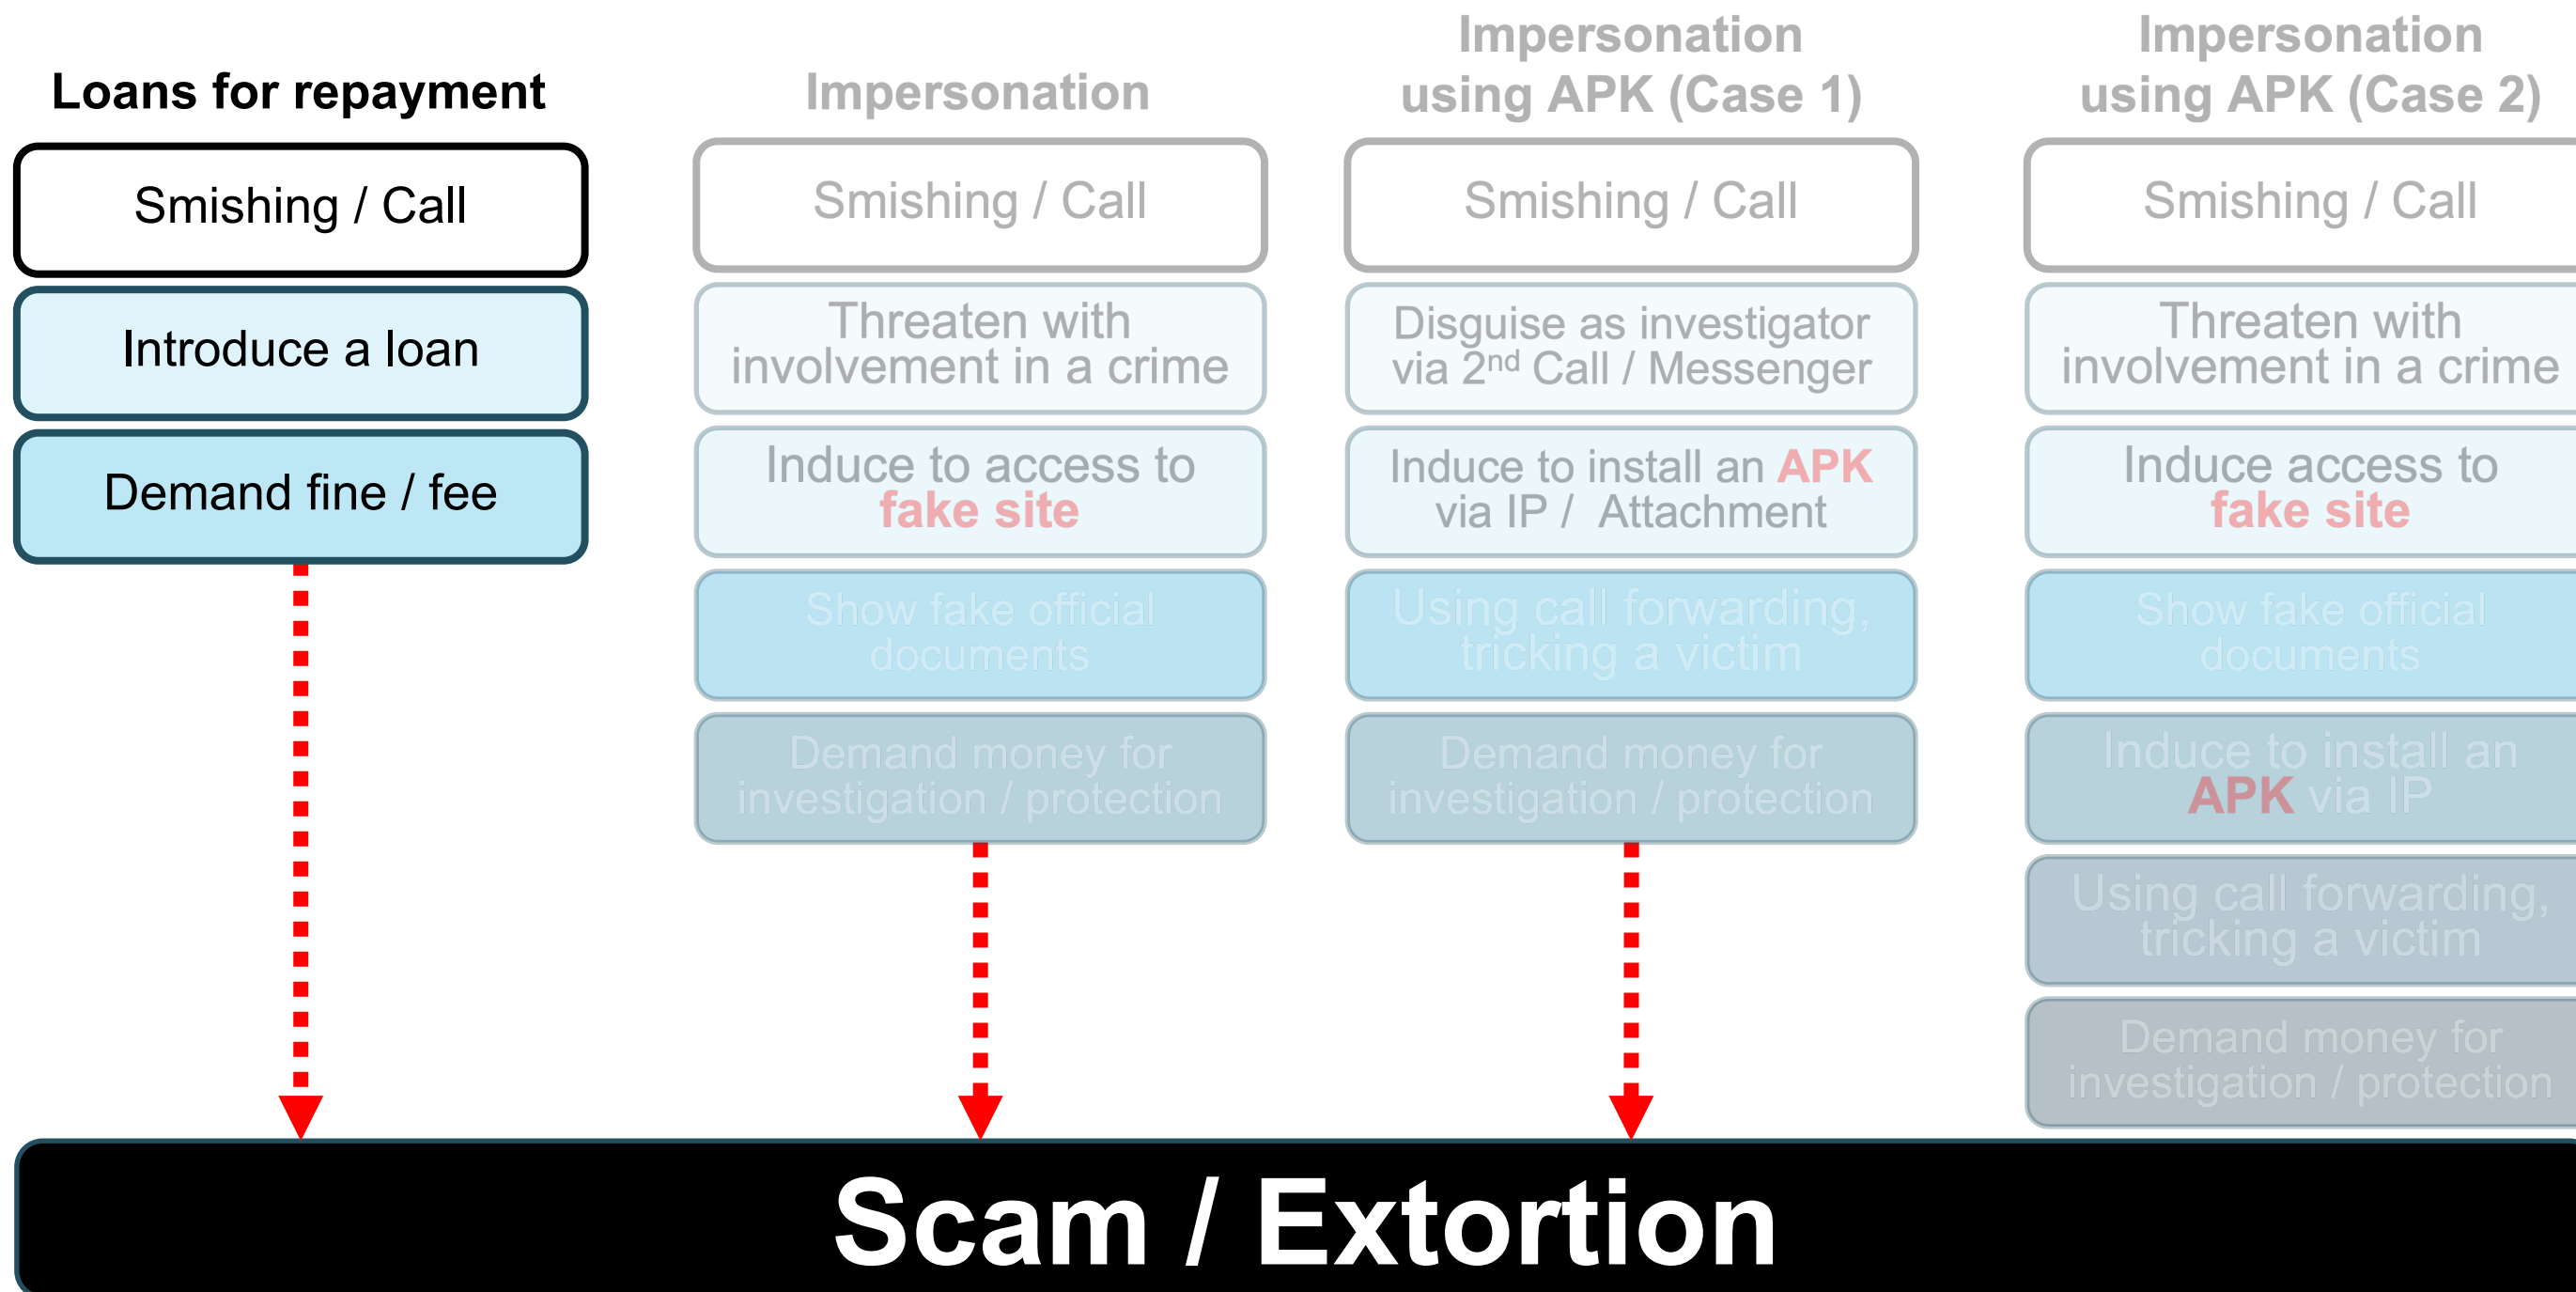 Loans for repayment
Smishing / Call
Introduce a loan
Demand fine / fee
Impersonation
Smishing / Call
Threaten with
involvement in a crime
Induce to access to
fake site
Show fake official
documents
Demand money for
investigation / protection
Impersonation
using APK (Case 1)
Smishing / Call
Disguise as investigator
via 2nd Call / Messenger
Induce to install an APK
via IP / Attachment
Using call forwarding,
tricking a victim
Demand money for
investigation / protection
Impersonation
using APK (Case 2)
Smishing / Call
Threaten with
involvement in a crime
Induce access to
fake site
Show fake official
documents
Induce to install an
APK via IP
Using call forwarding,
tricking a victim
Demand money for
investigation / protection
Scam / Extortion